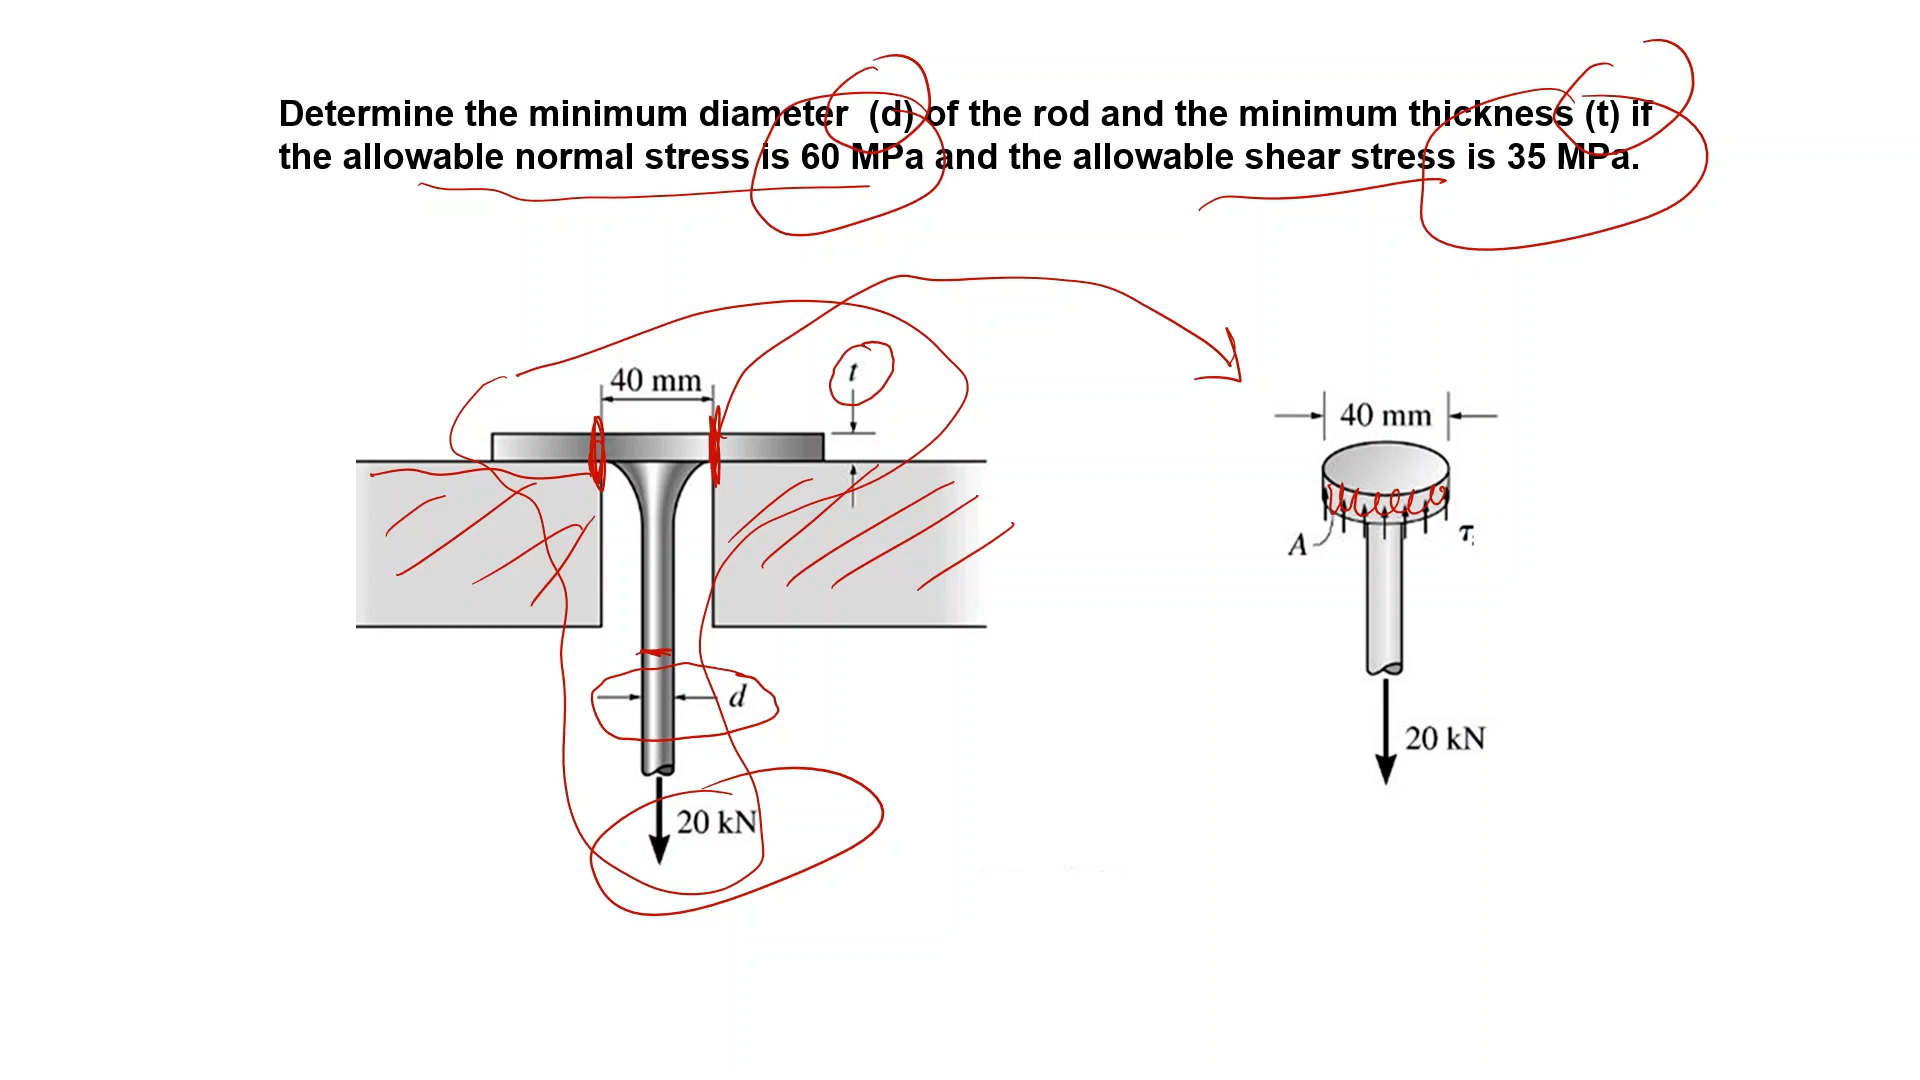 Determine the minimum diameter (d) of the rod and the minimum thickness (t) if
the allowable normal stress is 60 MPa and the allowable shear stress is 35 MPa.
40 mm
t
d
20 kN
40 mm
A
τ
20 kN